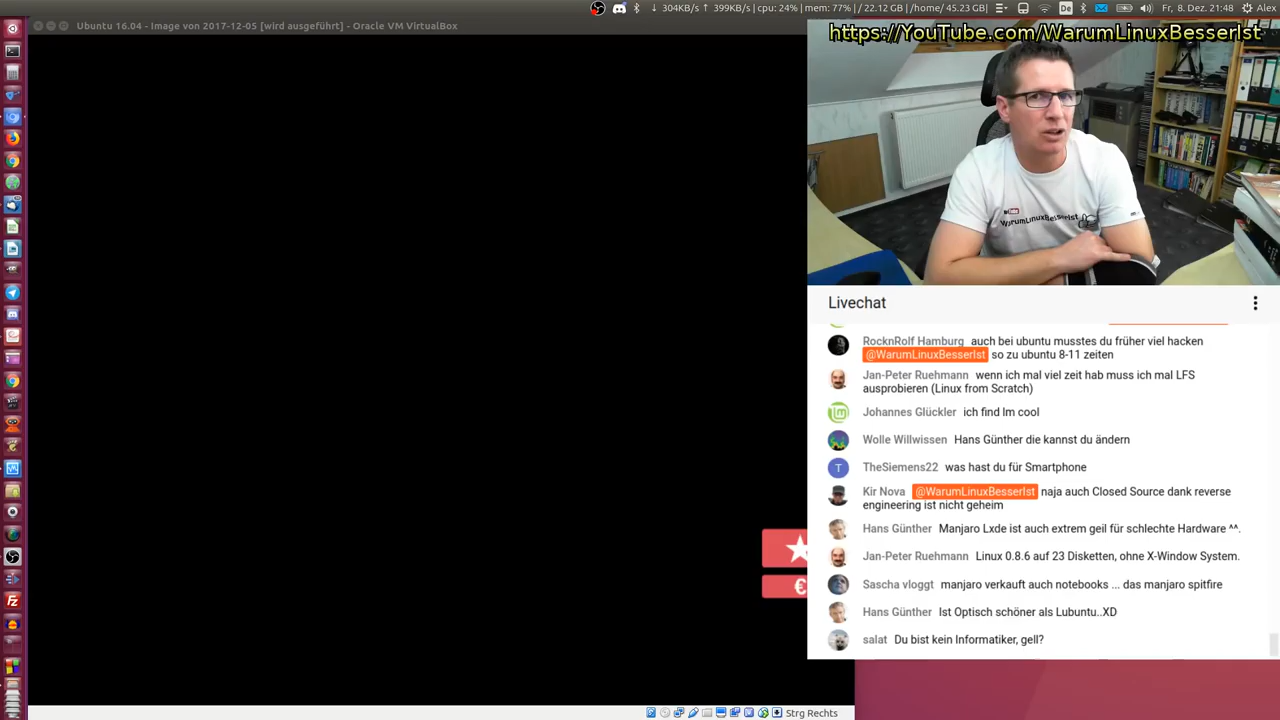 304KB/s 399KB/s cpu: 24% mem: 77% // 22.12 GB /home/ 45.23 GB De Fr, 8. Dez. 21:48 Alex
Ubuntu 16.04 - Image von 2017-12-05 [wird ausgeführt] - Oracle VM VirtualBox
https://YouTube.com/WarumLinuxBesserIst
WarumLinuxBesserIst
Livechat
RocknRolf Hamburg auch bei ubuntu musstes du früher viel hacken
@WarumLinuxBesserIst so zu ubuntu 8-11 zeiten
Jan-Peter Ruehmann wenn ich mal viel zeit hab muss ich mal LFS
ausprobieren (Linux from Scratch)
Johannes Glückler ich find lm cool
Wolle Willwissen Hans Günther die kannst du ändern
T TheSiemens22 was hast du für Smartphone
Kir Nova @WarumLinuxBesserIst naja auch Closed Source dank reverse
engineering ist nicht geheim
Hans Günther Manjaro Lxde ist auch extrem geil für schlechte Hardware ^^.
Jan-Peter Ruehmann Linux 0.8.6 auf 23 Disketten, ohne X-Window System.
Sascha vloggt manjaro verkauft auch notebooks ... das manjaro spitfire
Hans Günther Ist Optisch schöner als Lubuntu..XD
salat Du bist kein Informatiker, gell?
€
Strg Rechts